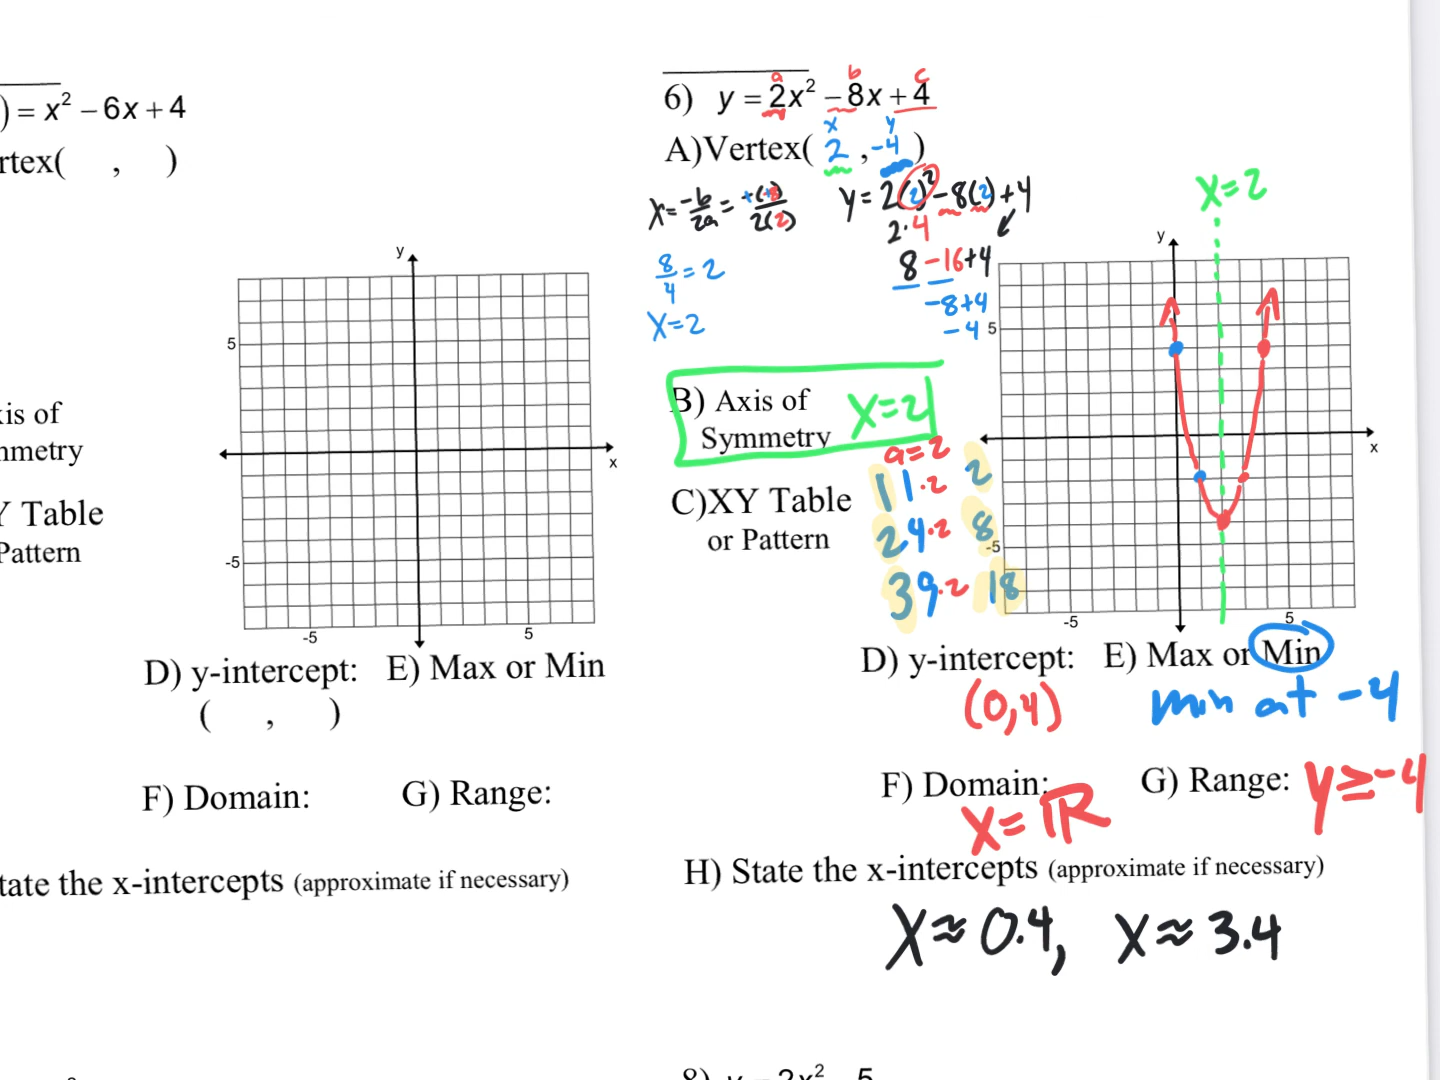 ) = x² − 6x + 4
rtex( , )
y
5
x
-5
-5 5
xis of
mmetry
Y Table
Pattern
D) y-intercept: E) Max or Min
( , )
F) Domain: G) Range:
tate the x-intercepts (approximate if necessary)
a b c
6) y = 2x² − 8x + 4
x y
A)Vertex( 2 , -4 )
x = -b/2a = -(-8)/2(2)
8/4 = 2
x=2
y = 2(2)² - 8(2) + 4
2·4
8 -16+4
-8+4
-4
x=2
y
5
x
-5
-5 5
B) Axis of
Symmetry x=2
a=2
C)XY Table
or Pattern
1 1·2 2
2 4·2 8
3 9·2 18
D) y-intercept: E) Max or Min
(0,4) min at -4
F) Domain: G) Range: y≥-4
x=ℝ
H) State the x-intercepts (approximate if necessary)
x≈0.4, x≈3.4